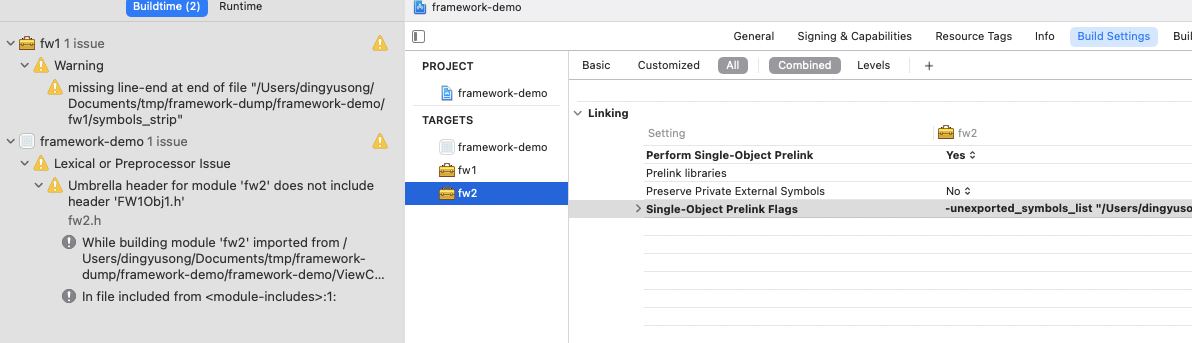 Buildtime (2)
Runtime
fw1 1 issue
Warning
missing line-end at end of file "/Users/dingyusong/
Documents/tmp/framework-dump/framework-demo/
fw1/symbols_strip"
framework-demo 1 issue
Lexical or Preprocessor Issue
Umbrella header for module 'fw2' does not include
header 'FW1Obj1.h'
fw2.h
While building module 'fw2' imported from /
Users/dingyusong/Documents/tmp/framework-
dump/framework-demo/framework-demo/ViewC...
In file included from <module-includes>:1:
framework-demo
General
Signing & Capabilities
Resource Tags
Info
Build Settings
Bui
PROJECT
framework-demo
TARGETS
framework-demo
fw1
fw2
Basic
Customized
All
Combined
Levels
+
Linking
Setting
fw2
Perform Single-Object Prelink
Yes
Prelink libraries
Preserve Private External Symbols
No
Single-Object Prelink Flags
-unexported_symbols_list "/Users/dingyuso